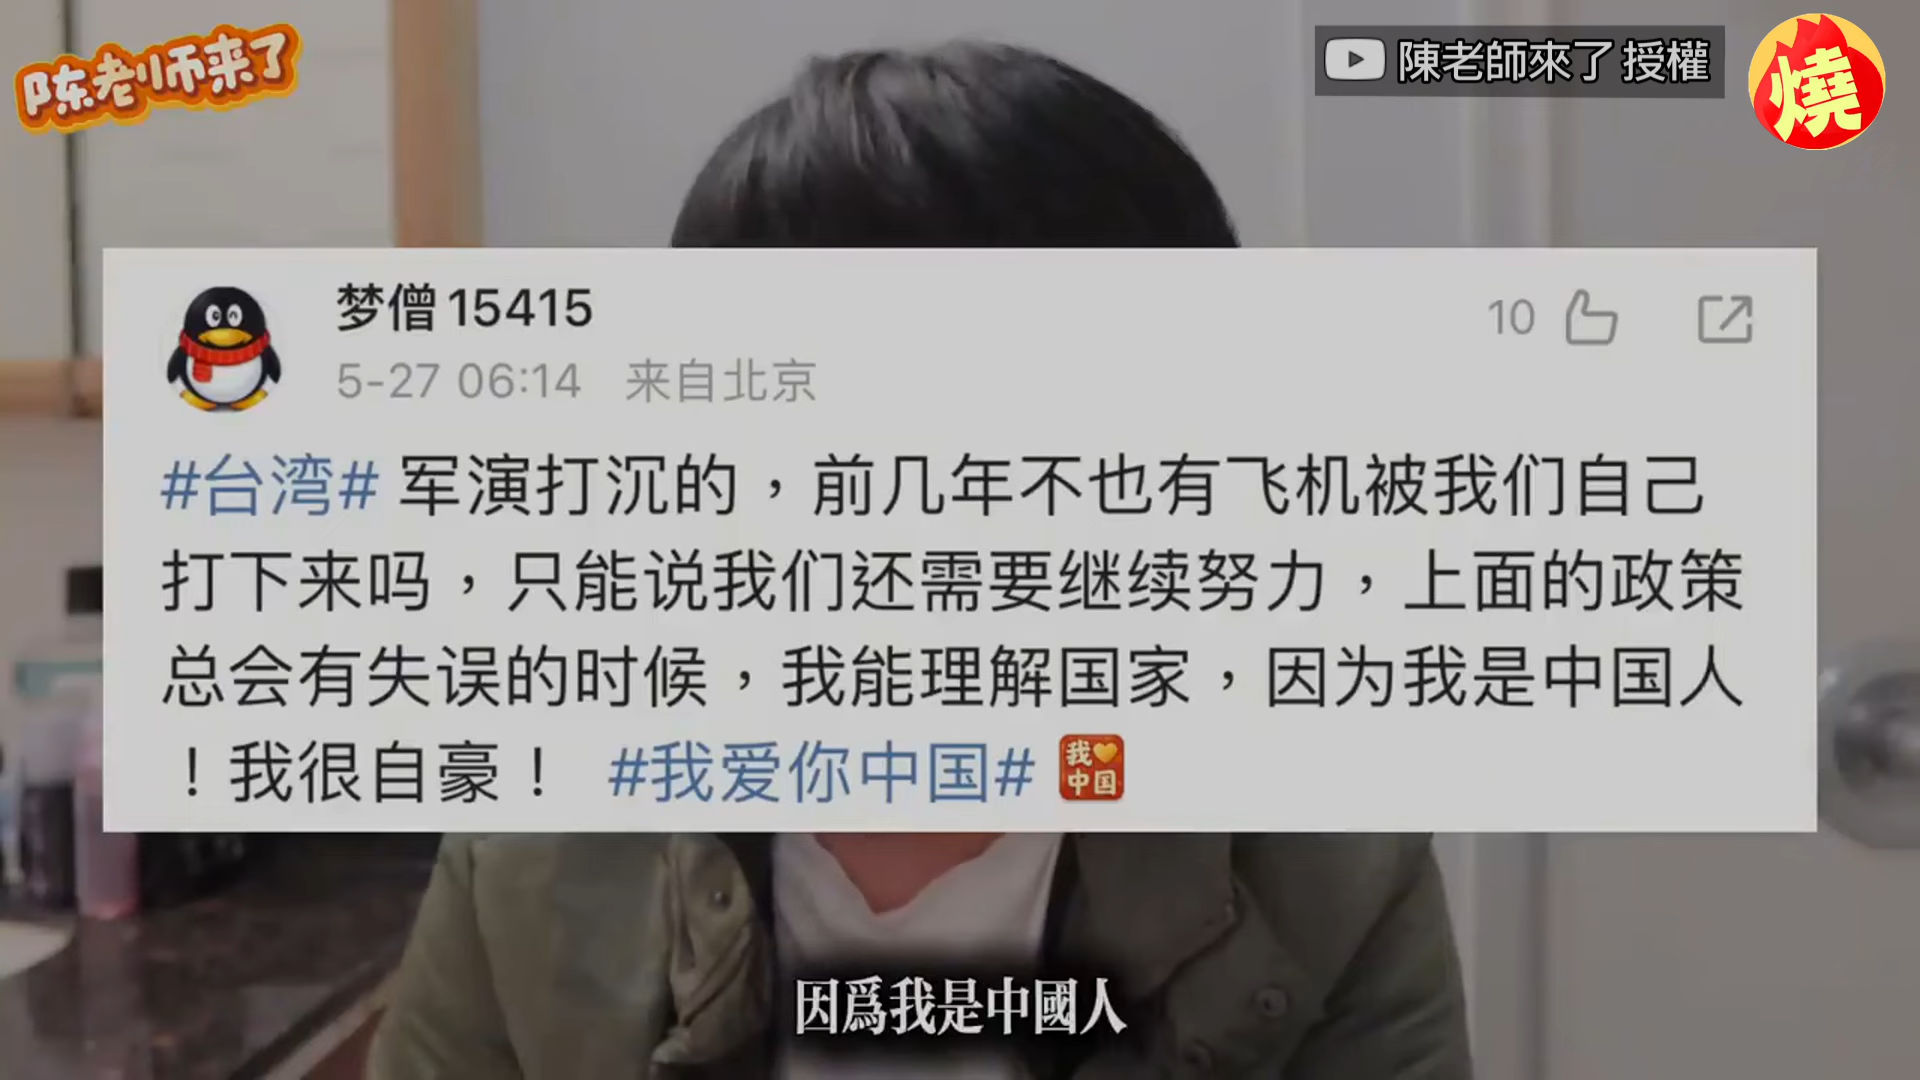 陈老师来了
陳老師來了 授權
燒
梦僧15415
5-27 06:14 来自北京
10
#台湾# 军演打沉的，前几年不也有飞机被我们自己
打下来吗，只能说我们还需要继续努力，上面的政策
总会有失误的时候，我能理解国家，因为我是中国人
！我很自豪！ #我爱你中国# 我中国
因爲我是中國人